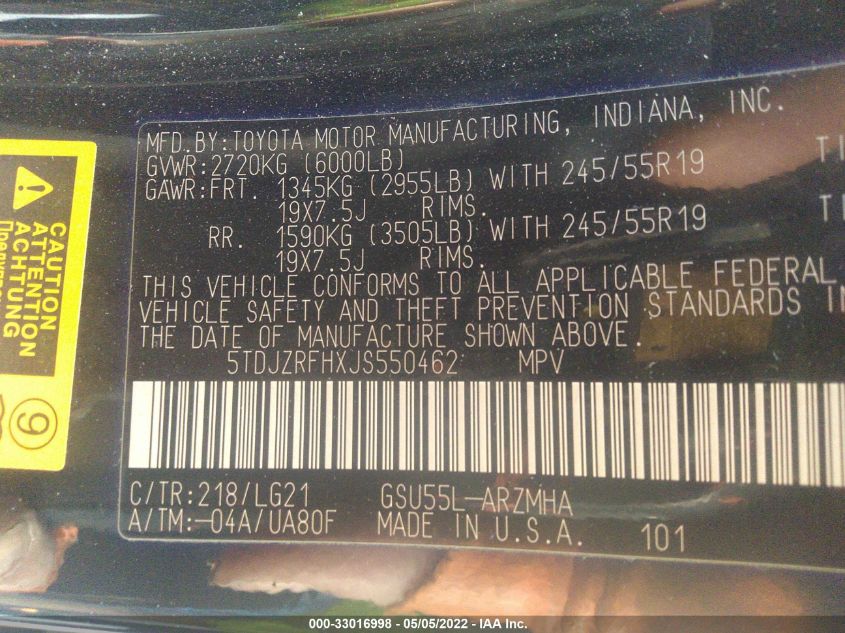 MFD.BY:TOYOTA MOTOR MANUFACTURING, INDIANA, INC.
GVWR:2720KG (6000LB)
GAWR:FRT. 1345KG (2955LB) WITH 245/55R19 TI
19X7.5J RIMS.
RR. 1590KG (3505LB) WITH 245/55R19 TI
19X7.5J RIMS.
THIS VEHICLE CONFORMS TO ALL APPLICABLE FEDERAL
VEHICLE SAFETY AND THEFT PREVENTION STANDARDS IN
THE DATE OF MANUFACTURE SHOWN ABOVE.
5TDJZRFHXJS550462 MPV
C/TR:218/LG21 GSU55L-ARZMHA
A/TM:-04A/UA80F MADE IN U.S.A. 101
CAUTION
ATTENTION
ACHTUNG
9
000-33016998 - 05/05/2022 - IAA Inc.